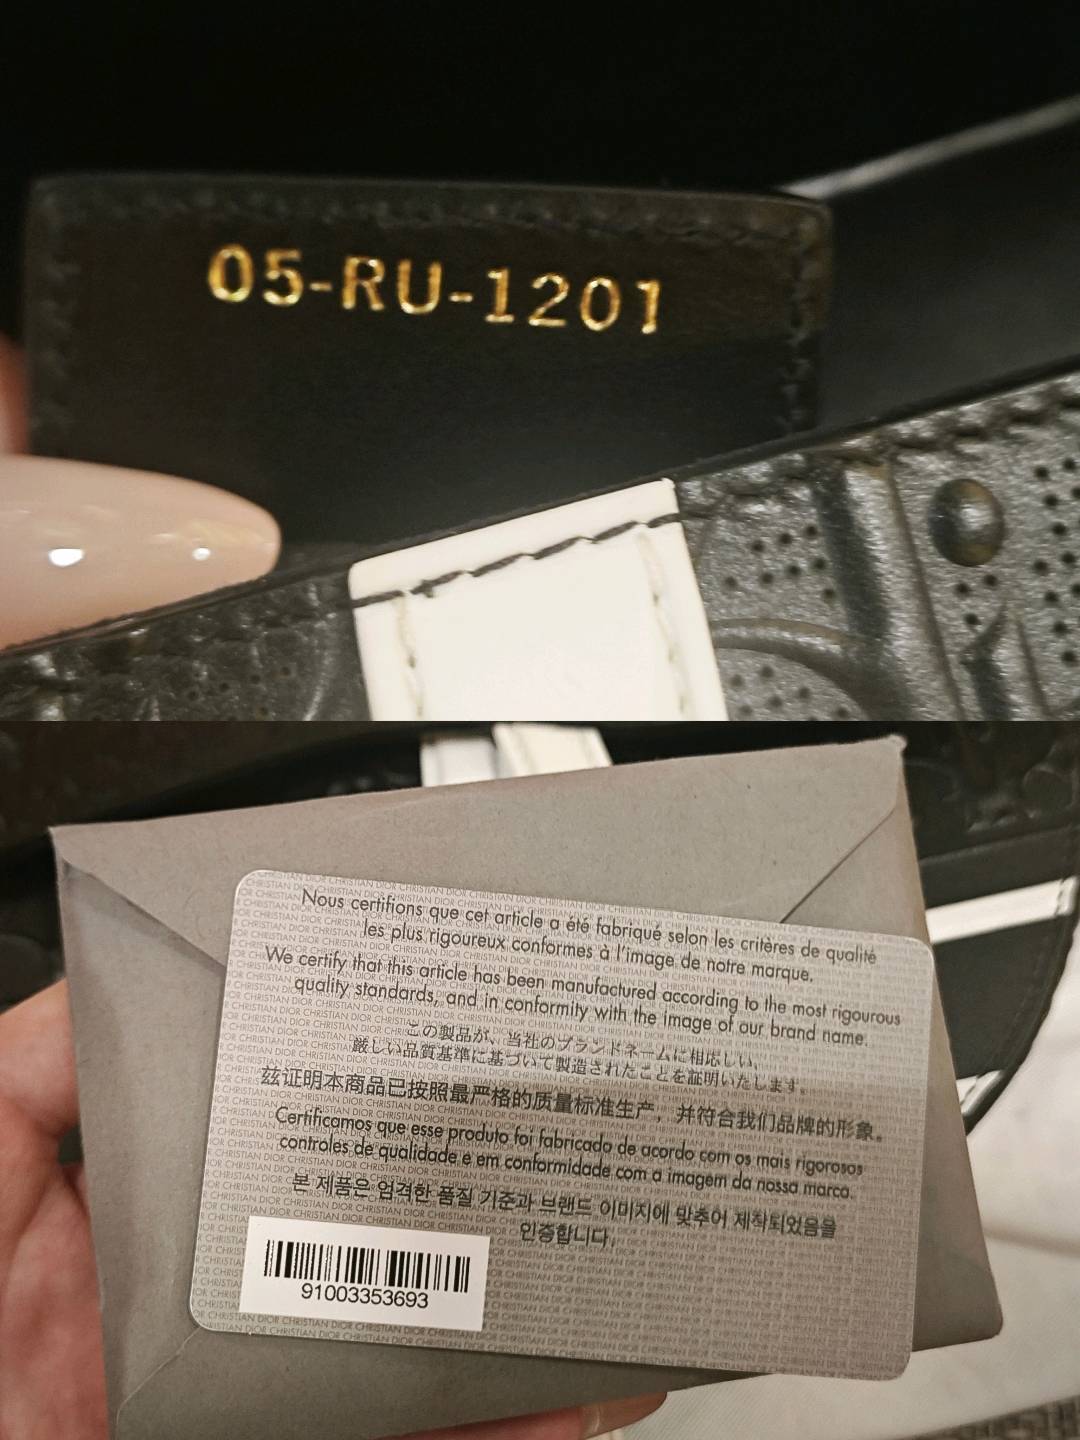 05-RU-1201
Nous certifions que cet article a été fabriqué selon les critères de qualité
les plus rigoureux conformes à l'image de notre marque.
We certify that this article has been manufactured according to the most rigourous
quality standards, and in conformity with the image of our brand name.
この製品が、当社のブランドネームに相応しい、
厳しい品質基準に基づいて製造されたことを証明いたします。
兹证明本商品已按照最严格的质量标准生产，并符合我们品牌的形象。
Certificamos que esse produto foi fabricado de acordo com os mais rigorosos
controles de qualidade e em conformidade com a imagem da nossa marca.
본 제품은 엄격한 품질 기준과 브랜드 이미지에 맞추어 제작되었음을
인증합니다.
91003353693